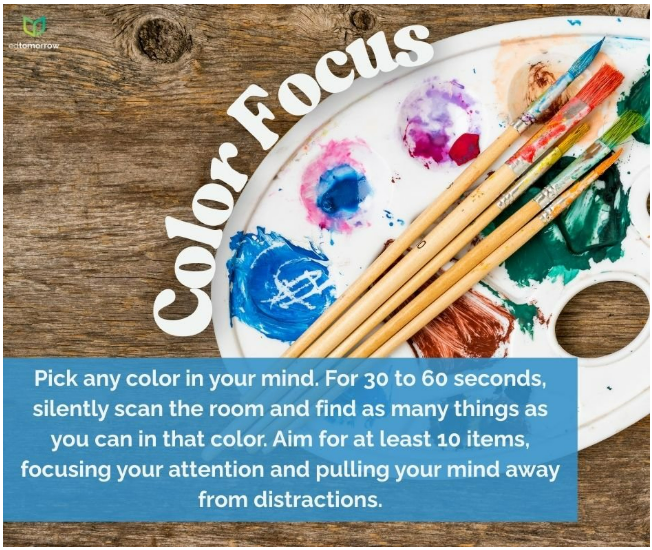 edtomorrow
Color Focus
Pick any color in your mind. For 30 to 60 seconds,
silently scan the room and find as many things as
you can in that color. Aim for at least 10 items,
focusing your attention and pulling your mind away
from distractions.